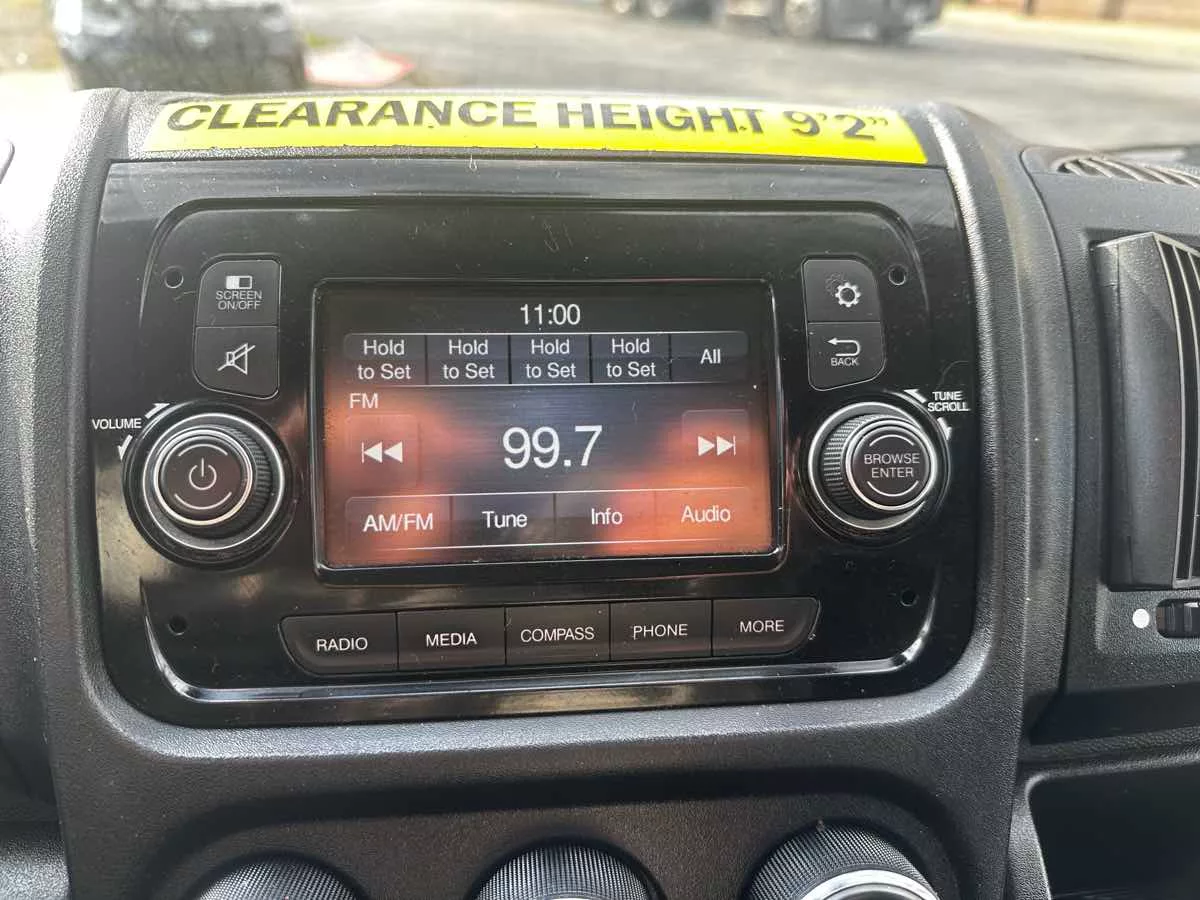 CLEARANCE HEIGHT 9'2"
SCREEN
ON/OFF
11:00
Hold
to Set
Hold
to Set
Hold
to Set
Hold
to Set
All
BACK
VOLUME
FM
TUNE
SCROLL
99.7
BROWSE
ENTER
AM/FM
Tune
Info
Audio
RADIO
MEDIA
COMPASS
PHONE
MORE